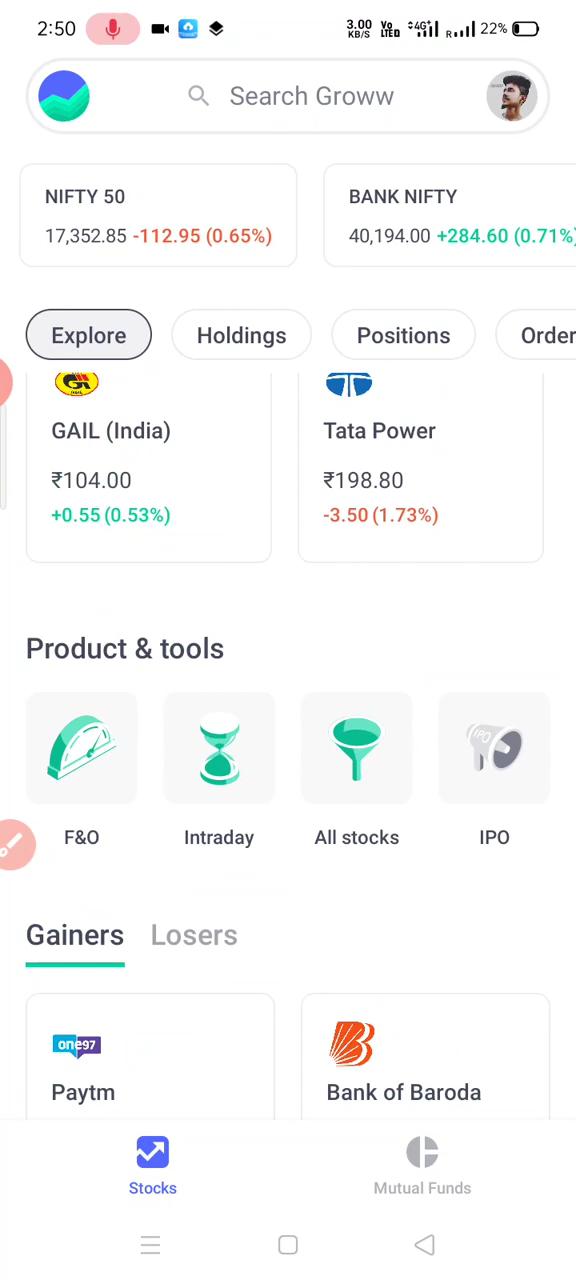 2:50 3.00 KB/S Vo LTE 4G+ R 22%
Search Groww
NIFTY 50 BANK NIFTY
17,352.85 -112.95 (0.65%) 40,194.00 +284.60 (0.71%)
Explore Holdings Positions Order
GAIL (India) Tata Power
₹104.00 ₹198.80
+0.55 (0.53%) -3.50 (1.73%)
Product & tools
IPO
F&O Intraday All stocks IPO
Gainers Losers
one97
Paytm Bank of Baroda
Stocks Mutual Funds